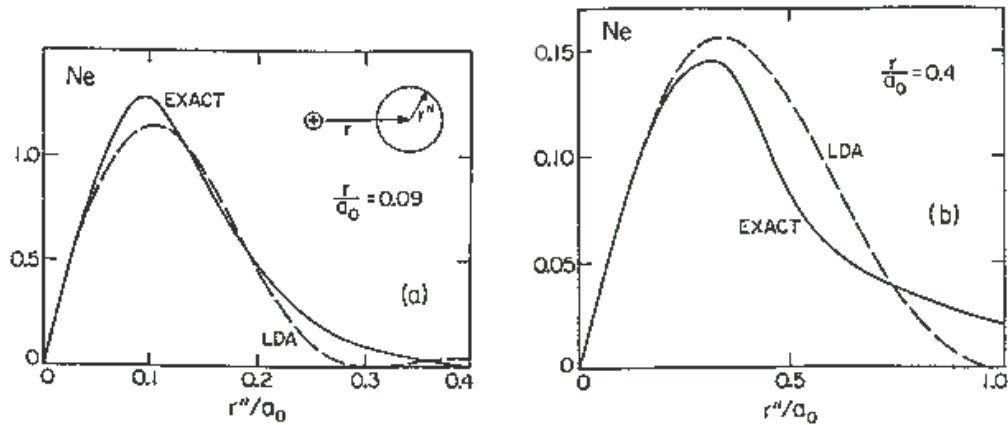 Ne
EXACT
r
r"
r/a₀ = 0.09
1.0
0.5
0
(a)
LDA
0 0.1 0.2 0.3 0.4
r"/a₀
Ne
r/a₀ = 0.4
0.15
0.10
0.05
0
LDA
EXACT
(b)
0 0.5 1.0
r"/a₀